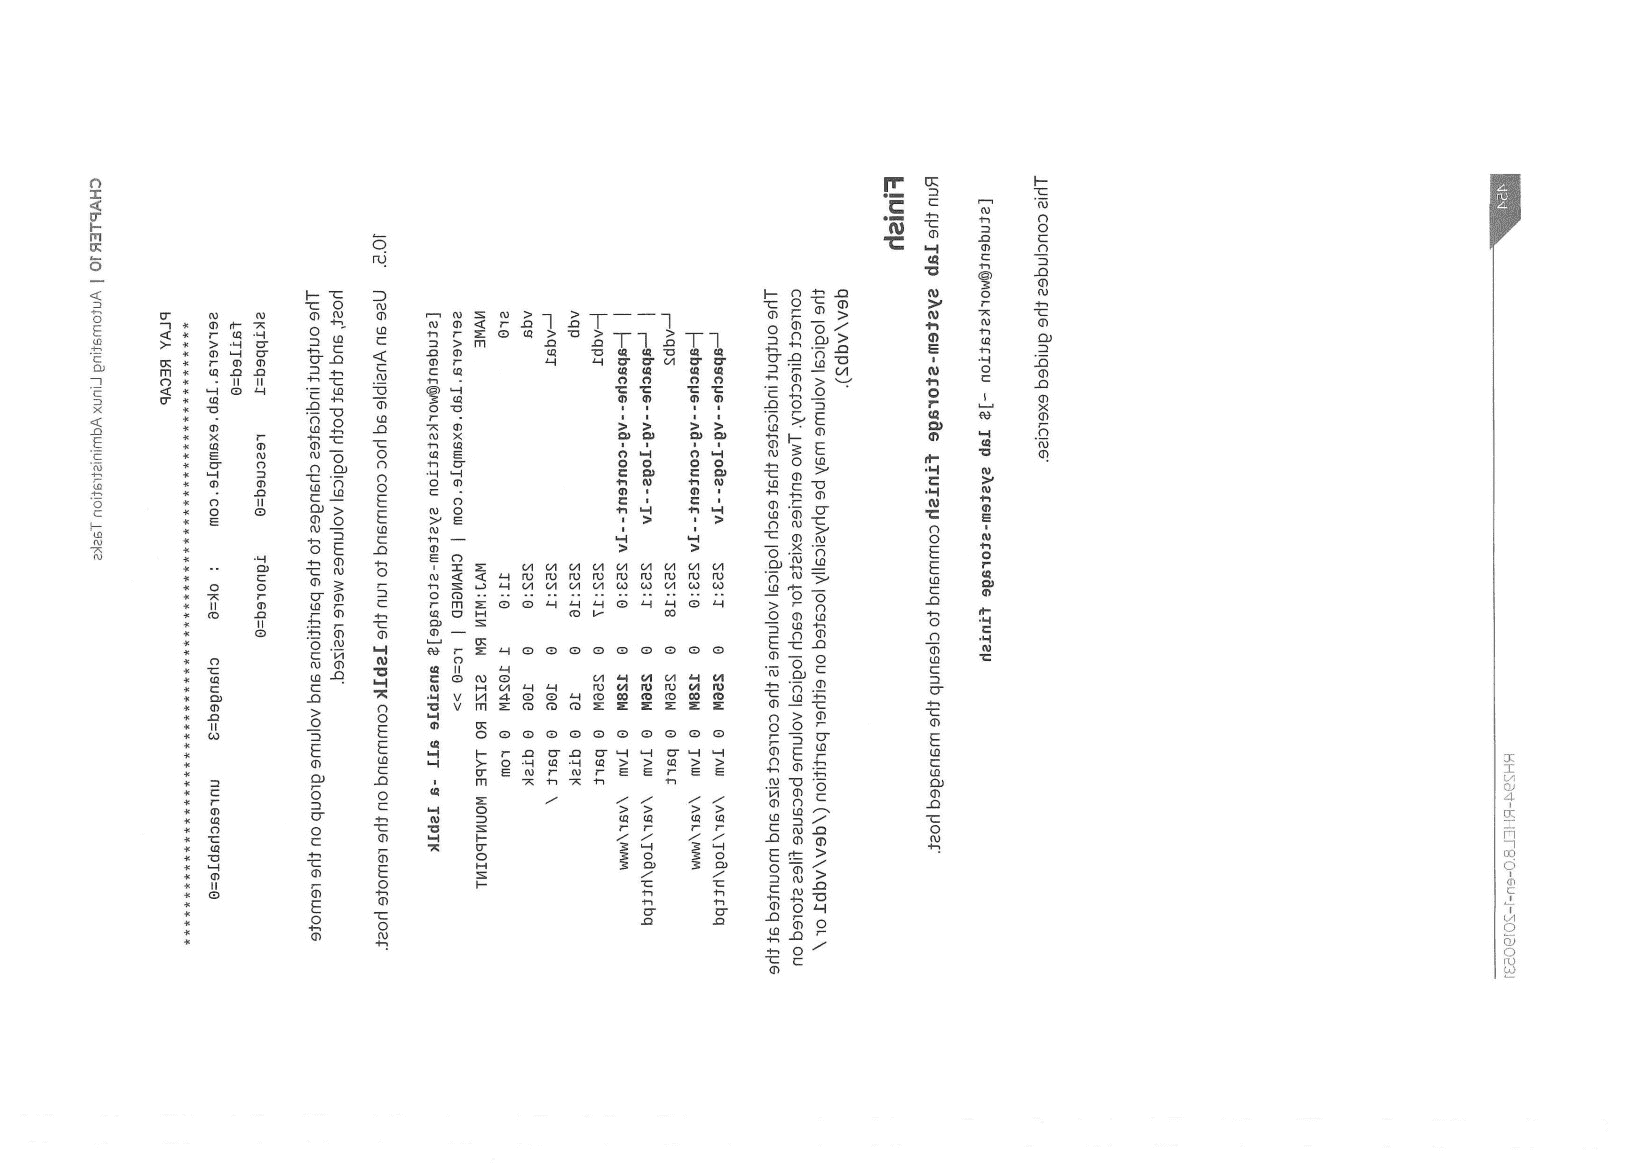 CHAPTER 10 | Automating Linux Administration Tasks
PLAY RECAP
****************************************************************
servera.lab.example.com    : ok=6    changed=3    unreachable=0
failed=0
skipped=1    rescued=0    ignored=0
The output indicates changes to the partitions and volume group on the remote
host, and that both logical volumes were resized.
10.5. Use an Ansible ad hoc command to run the lsblk command on the remote host.
[student@workstation system-storage]$ ansible all -a lsblk
servera.lab.example.com | CHANGED | rc=0 >>
NAME                      MAJ:MIN RM  SIZE RO TYPE MOUNTPOINT
sr0                        11:0    1 1024M  0 rom
vda                       252:0    0   10G  0 disk
└─vda1                    252:1    0   10G  0 part /
vdb                       252:16   0    1G  0 disk
├─vdb1                    252:17   0  256M  0 part
│ ├─apache--vg-content--lv 253:0   0  128M  0 lvm  /var/www
│ └─apache--vg-logs--lv   253:1    0  256M  0 lvm  /var/log/httpd
└─vdb2                    252:18   0  256M  0 part
  ├─apache--vg-content--lv 253:0   0  128M  0 lvm  /var/www
  └─apache--vg-logs--lv   253:1    0  256M  0 lvm  /var/log/httpd
The output indicates that each logical volume is the correct size and mounted at the
correct directory. Two entries exists for each logical volume because files stored on
the logical volume may be physically located on either partition (/dev/vdb1 or /
dev/vdb2).
Finish
Run the lab system-storage finish command to cleanup the managed host.
[student@workstation ~]$ lab system-storage finish
This concludes the guided exercise.
454
RH294-RHEL8.0-en-1-20190531